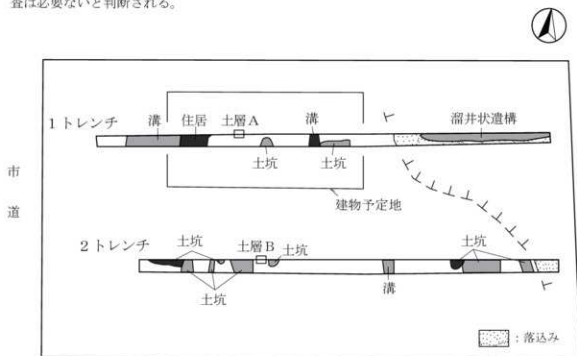 査は必要ないと判断される。
1トレンチ
溝
住居
土層A
溝
溜井状遺構
土坑
土坑
建物予定地
市道
2トレンチ
土坑
土層B
土坑
土坑
土坑
溝
：落込み